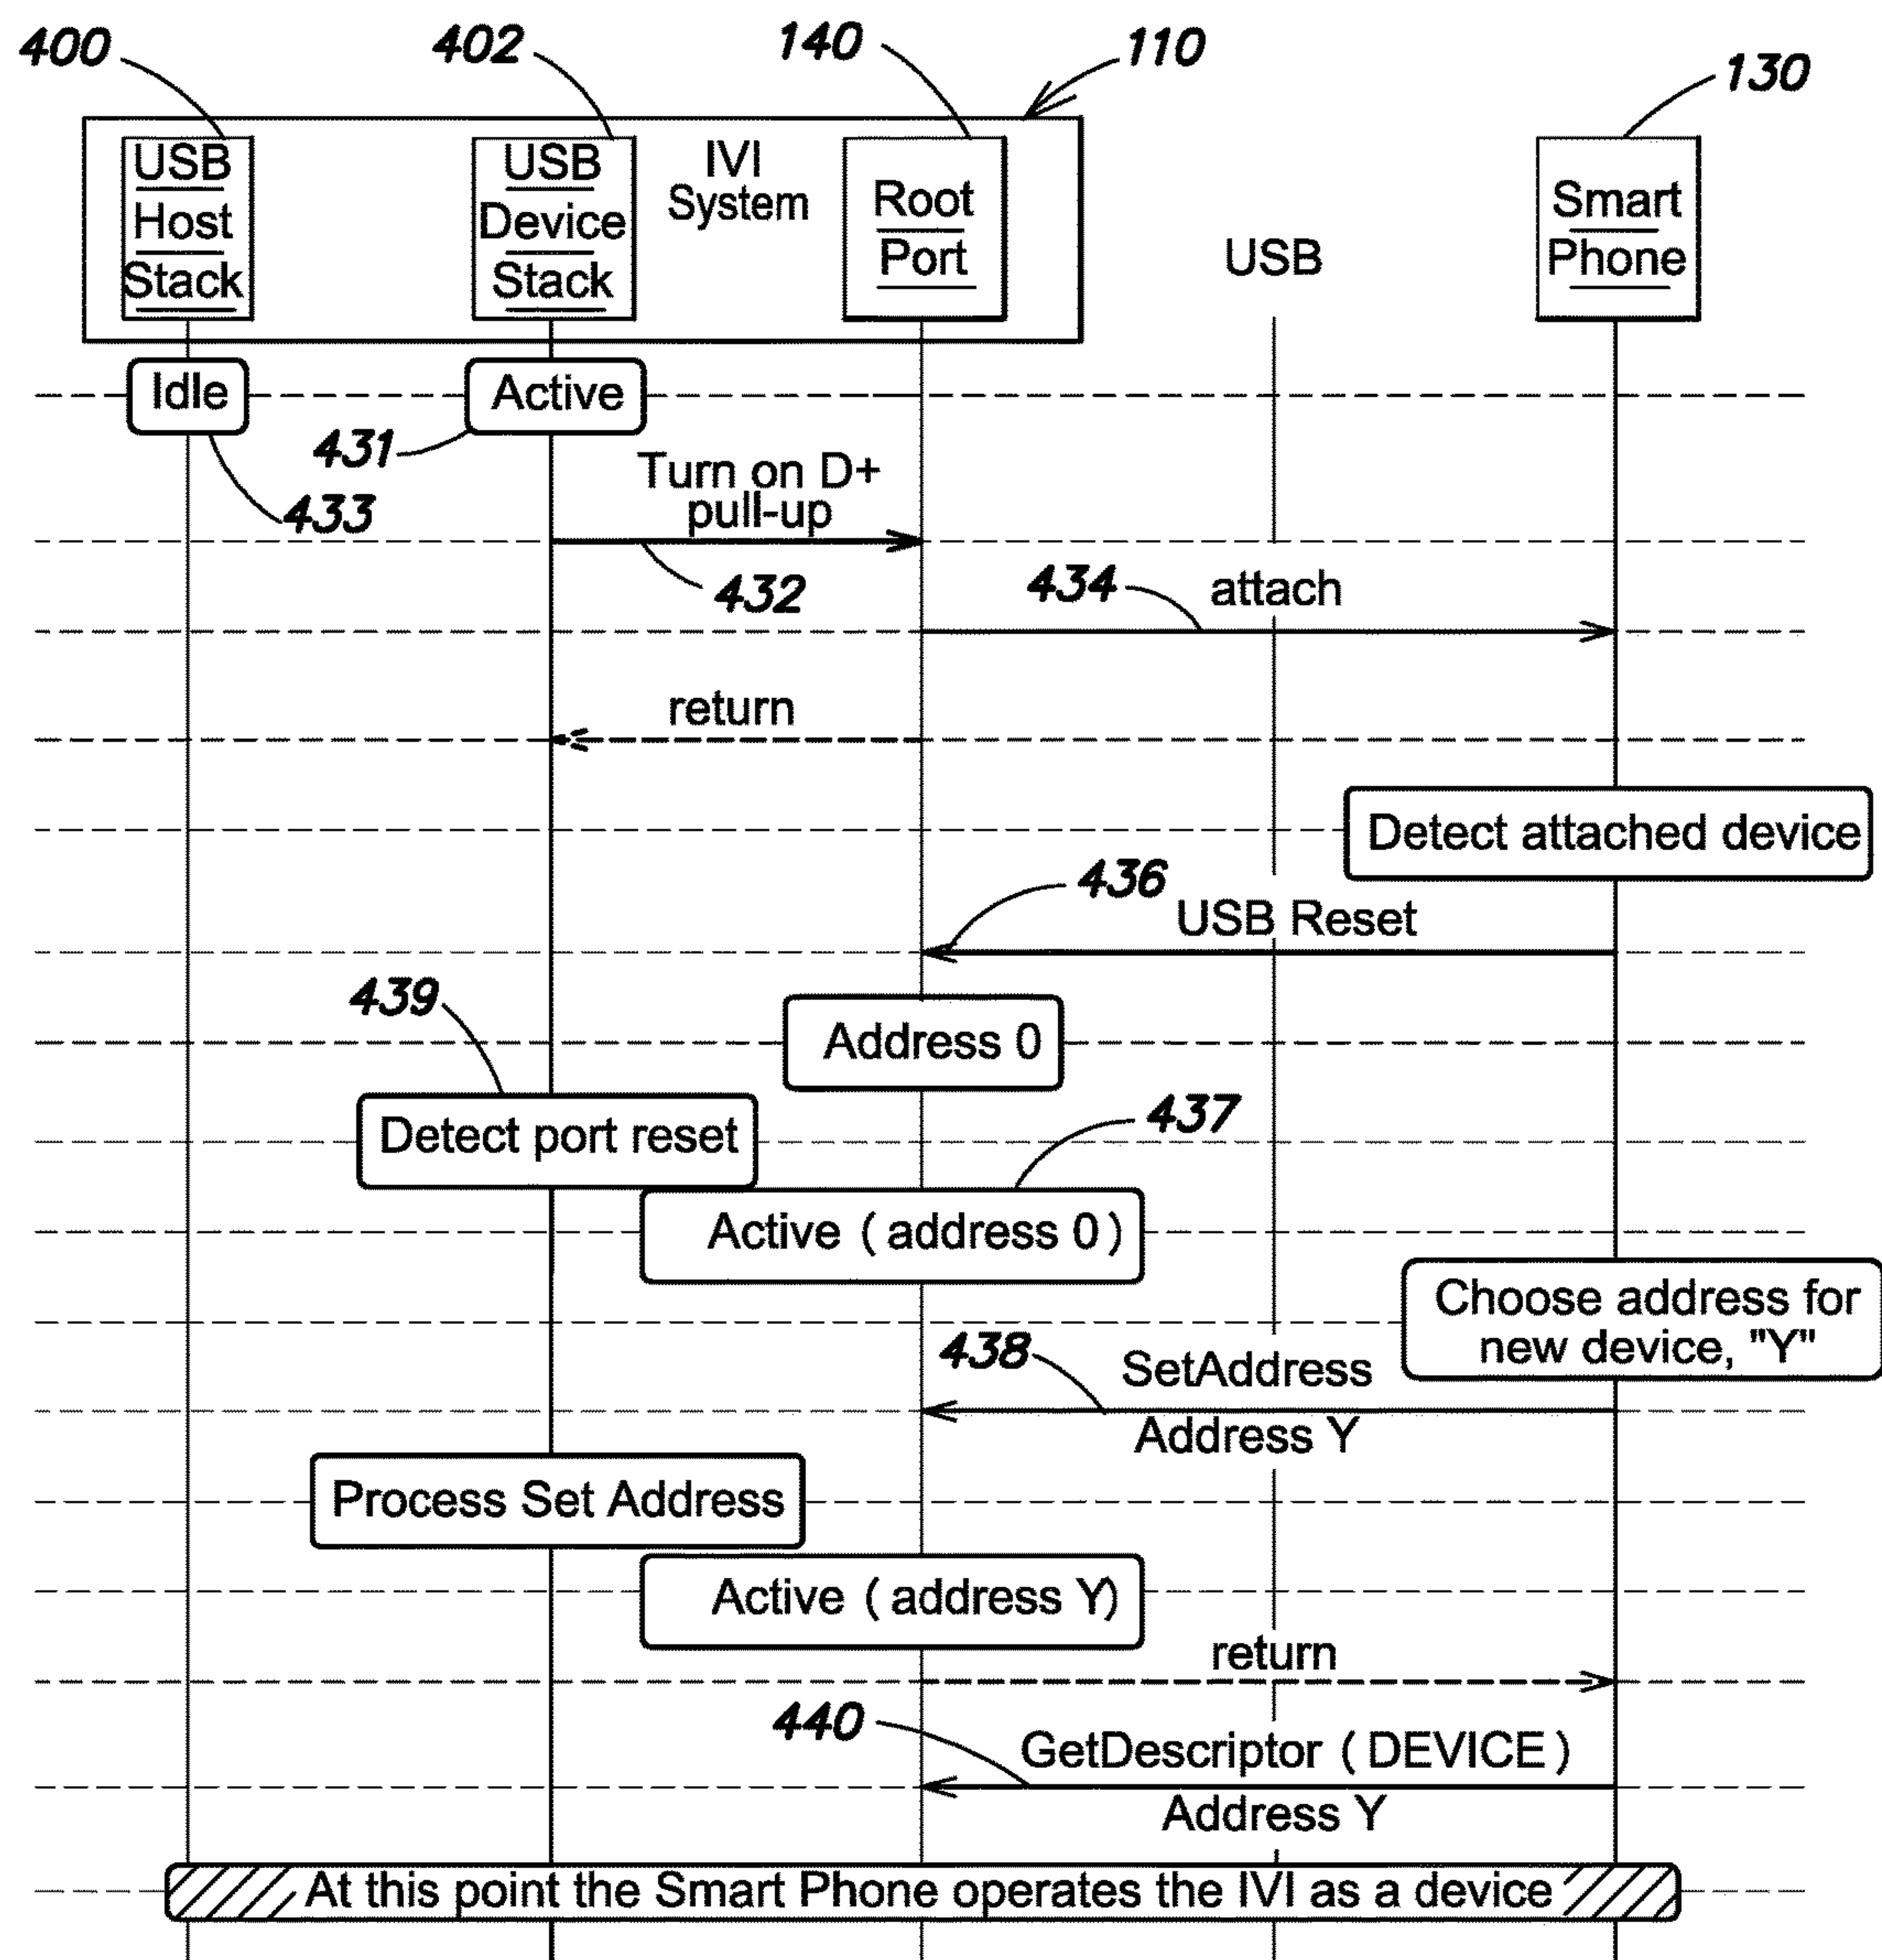 400
402
140
110
130
USB
Host
Stack
USB
Device
Stack
IVI
System
Root
Port
USB
Smart
Phone
Idle
Active
431
433
Turn on D+
pull-up
432
434
attach
return
Detect attached device
436
USB Reset
439
Address 0
Detect port reset
437
Active (address 0)
Choose address for
new device, "Y"
438
SetAddress
Address Y
Process Set Address
Active (address Y)
return
440
GetDescriptor (DEVICE)
Address Y
At this point the Smart Phone operates the IVI as a device